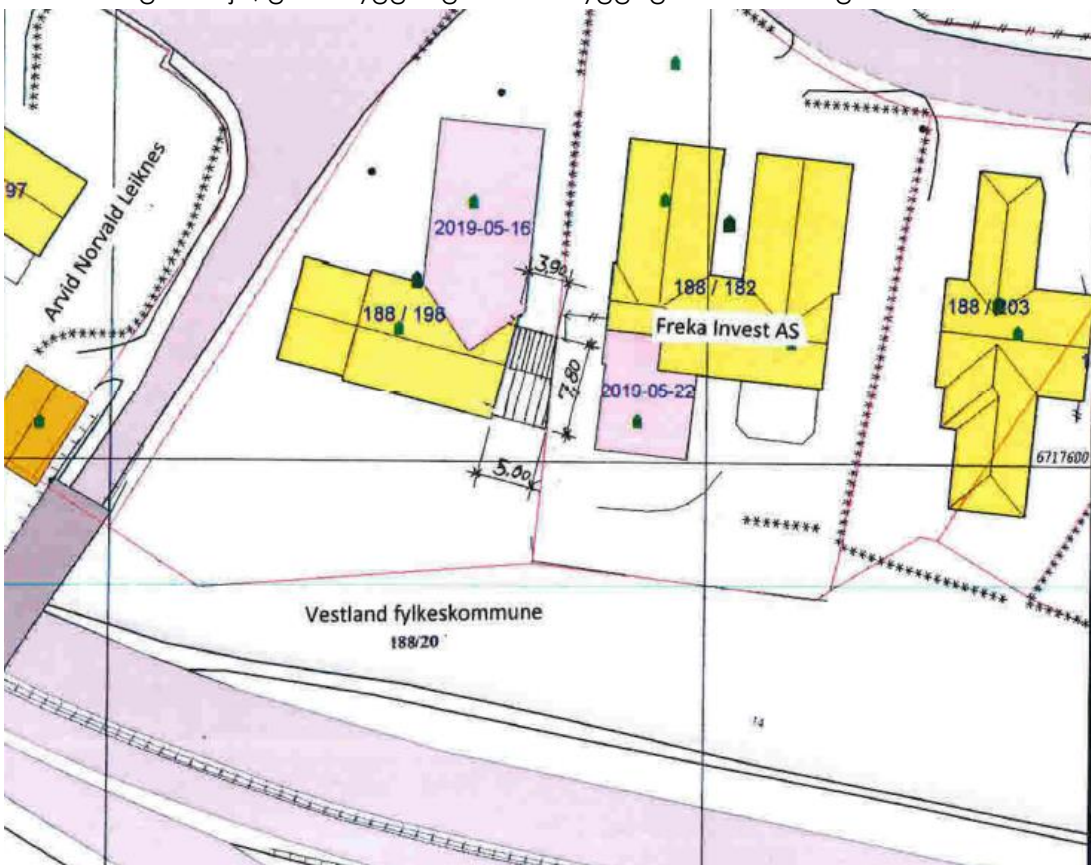 97
Arvid Norvald Leiknes
2019-05-16
3.90
188 / 198
188 / 182
Freka Invest AS
188 / 203
7.80
2019-05-22
5.00
6717600
Vestland fylkeskommune
188/20
14